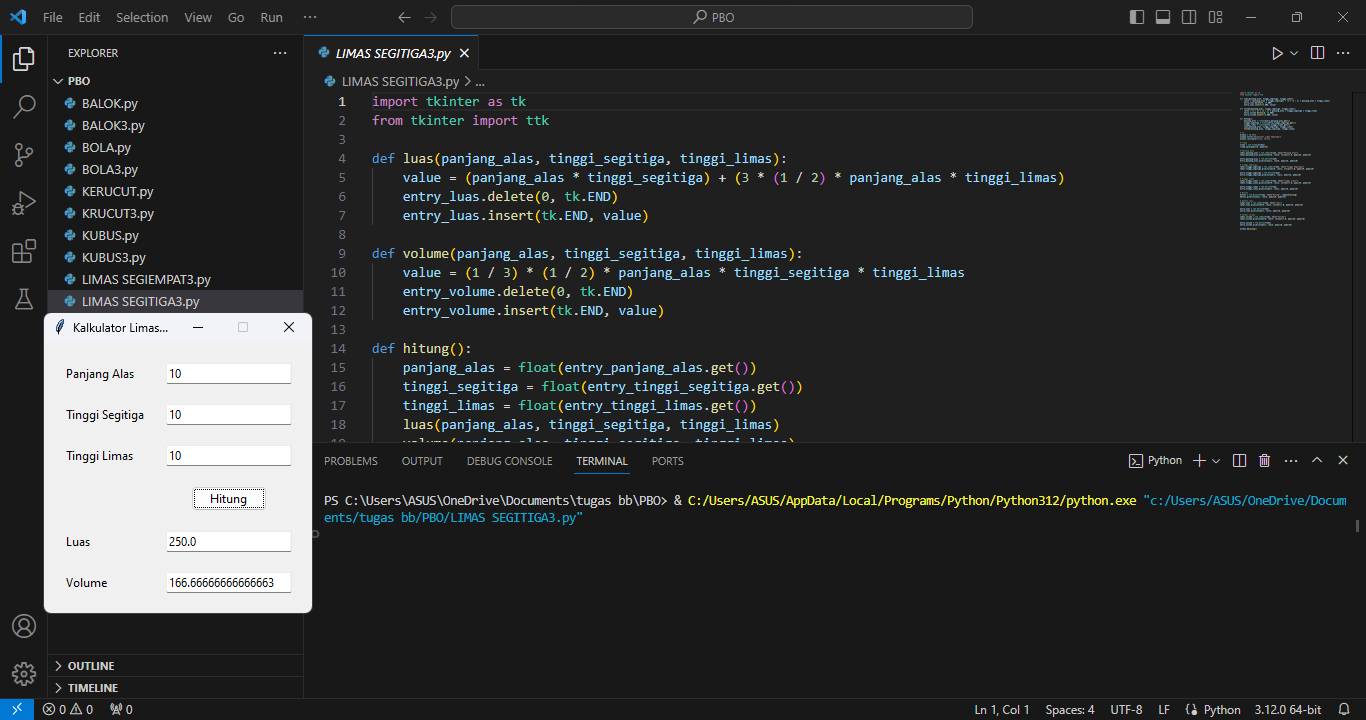 File Edit Selection View Go Run ···
PBO
EXPLORER ···
PBO
BALOK.py
BALOK3.py
BOLA.py
BOLA3.py
KERUCUT.py
KRUCUT3.py
KUBUS.py
KUBUS3.py
LIMAS SEGIEMPAT3.py
LIMAS SEGITIGA3.py
Kalkulator Limas...
Panjang Alas 10
Tinggi Segitiga 10
Tinggi Limas 10
Hitung
Luas 250.0
Volume 166.66666666666663
OUTLINE
TIMELINE
LIMAS SEGITIGA3.py
LIMAS SEGITIGA3.py > ...
1 import tkinter as tk
2 from tkinter import ttk
3
4 def luas(panjang_alas, tinggi_segitiga, tinggi_limas):
5 value = (panjang_alas * tinggi_segitiga) + (3 * (1 / 2) * panjang_alas * tinggi_limas)
6 entry_luas.delete(0, tk.END)
7 entry_luas.insert(tk.END, value)
8
9 def volume(panjang_alas, tinggi_segitiga, tinggi_limas):
10 value = (1 / 3) * (1 / 2) * panjang_alas * tinggi_segitiga * tinggi_limas
11 entry_volume.delete(0, tk.END)
12 entry_volume.insert(tk.END, value)
13
14 def hitung():
15 panjang_alas = float(entry_panjang_alas.get())
16 tinggi_segitiga = float(entry_tinggi_segitiga.get())
17 tinggi_limas = float(entry_tinggi_limas.get())
18 luas(panjang_alas, tinggi_segitiga, tinggi_limas)
19 volume(panjang_alas, tinggi_segitiga, tinggi_limas)
PROBLEMS OUTPUT DEBUG CONSOLE TERMINAL PORTS
Python
PS C:\Users\ASUS\OneDrive\Documents\tugas bb\PBO> & C:/Users/ASUS/AppData/Local/Programs/Python/Python312/python.exe "c:/Users/ASUS/OneDrive/Docum
ents/tugas bb/PBO/LIMAS SEGITIGA3.py"
0 0 0
Ln 1, Col 1 Spaces: 4 UTF-8 LF Python 3.12.0 64-bit